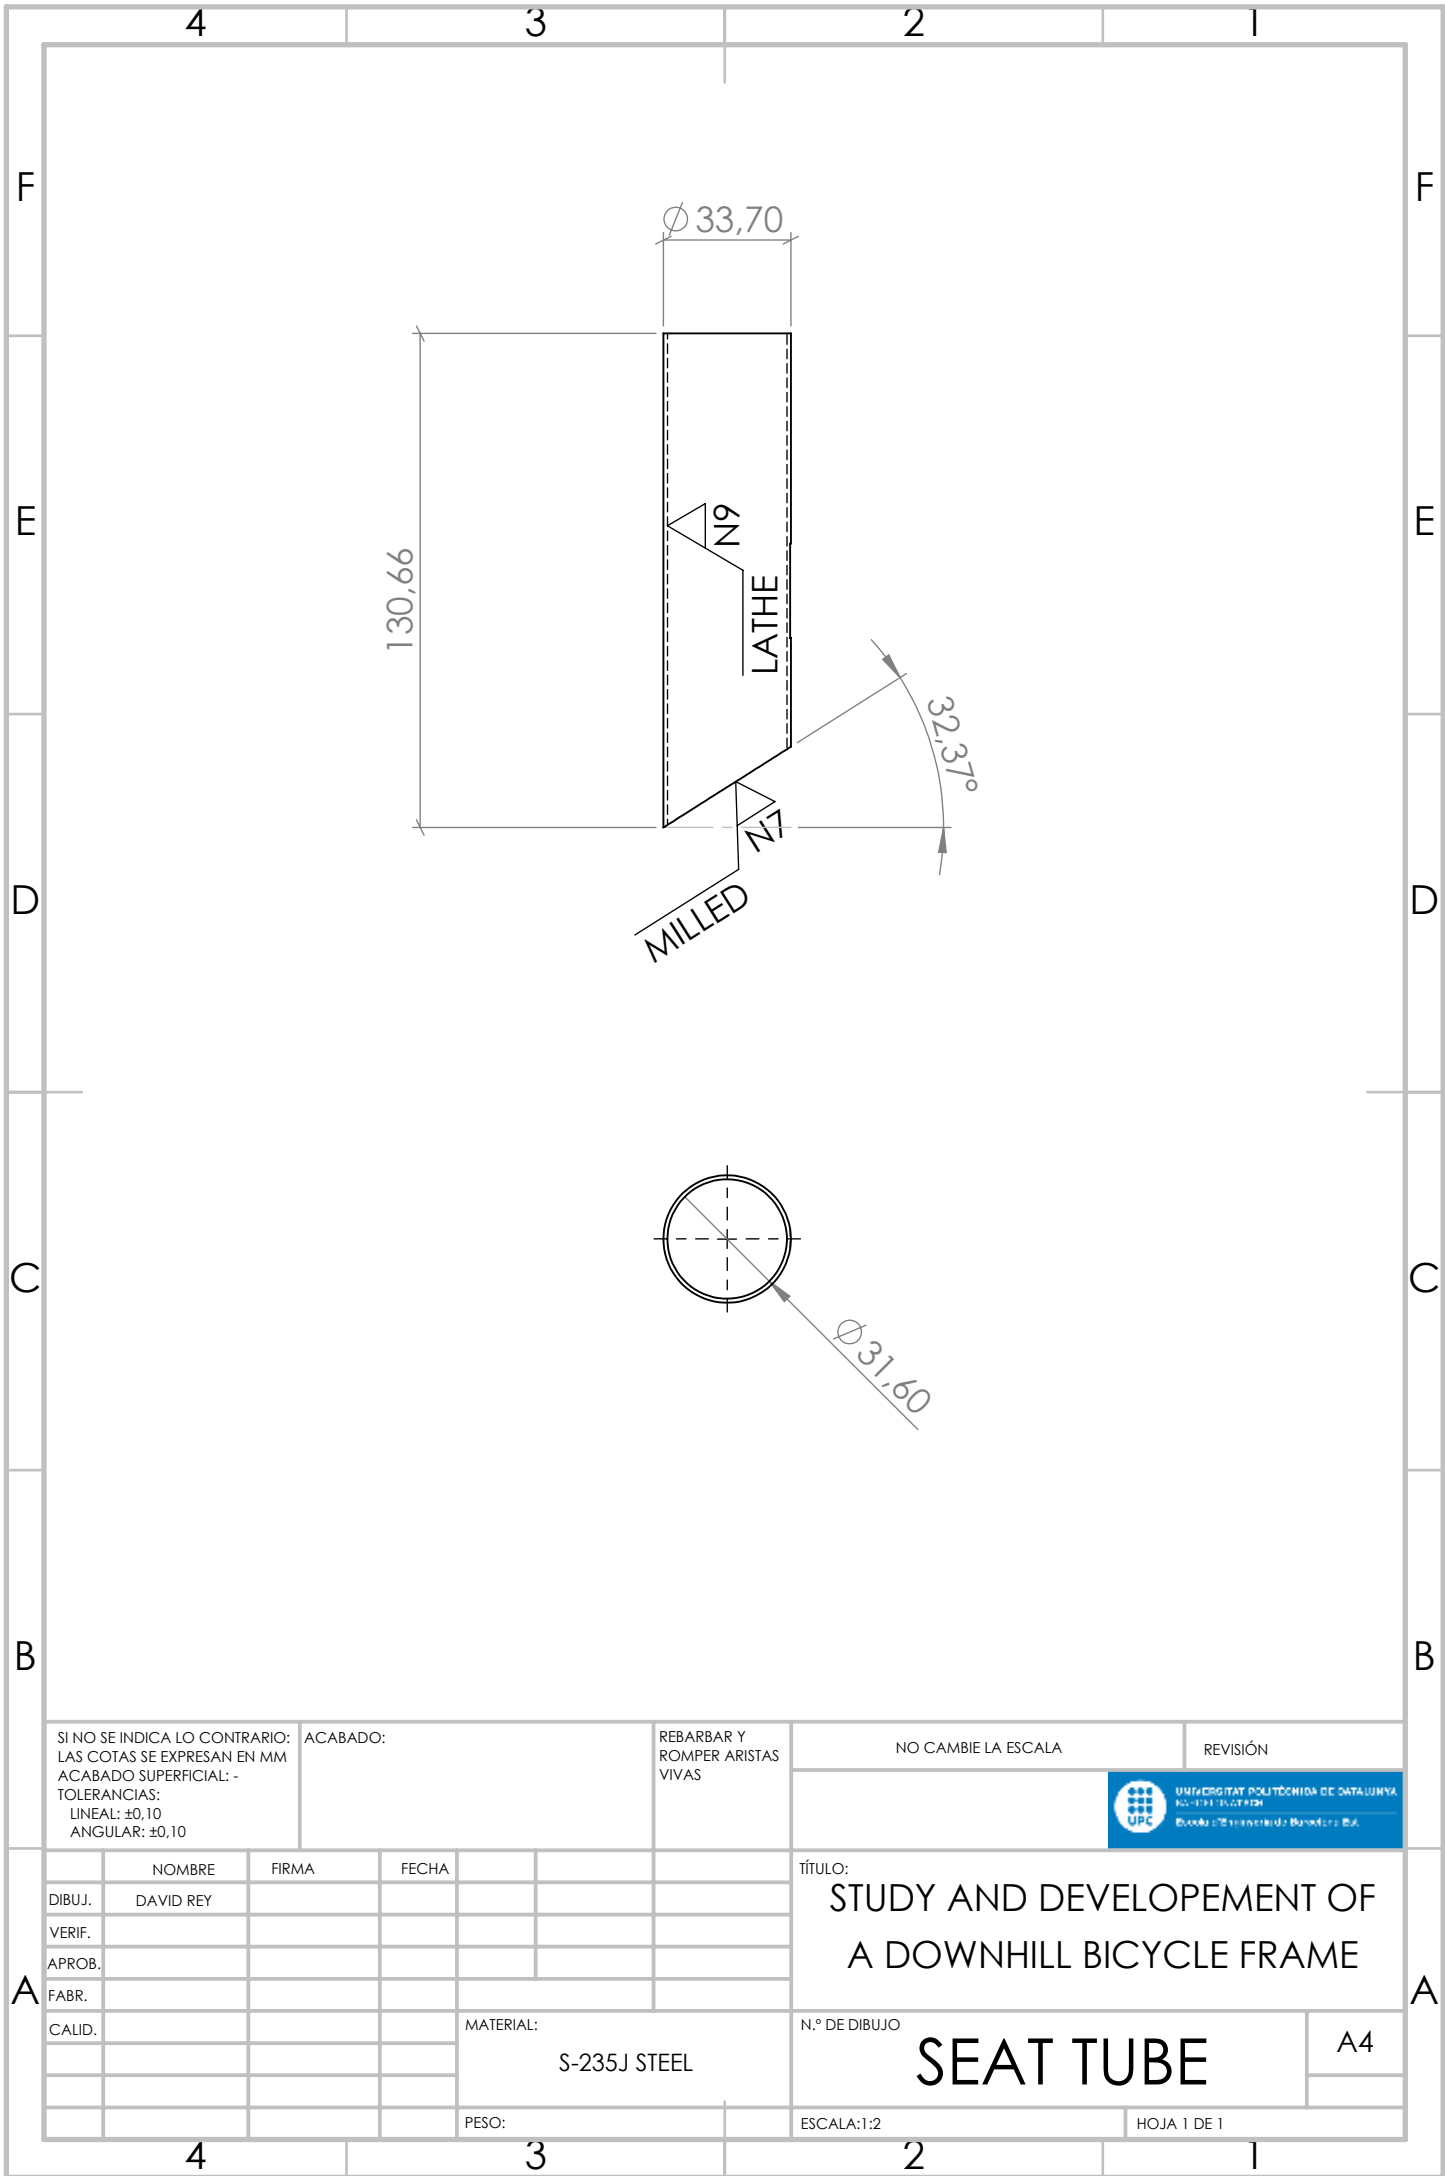 4 3 2 1
F F
Ø 33,70
E E
N9
130,66
LATHE
32,37°
N7
D D
MILLED
C C
Ø 31,60
B B
SI NO SE INDICA LO CONTRARIO:
LAS COTAS SE EXPRESAN EN MM
ACABADO SUPERFICIAL: -
TOLERANCIAS:
LINEAL: ±0,10
ANGULAR: ±0,10
ACABADO:
REBARBAR Y
ROMPER ARISTAS
VIVAS
NO CAMBIE LA ESCALA
REVISIÓN
UPC
NOMBRE FIRMA FECHA
DIBUJ. DAVID REY
VERIF.
APROB.
FABR.
CALID.
TÍTULO:
STUDY AND DEVELOPEMENT OF
A DOWNHILL BICYCLE FRAME
A A
MATERIAL:
S-235J STEEL
N.º DE DIBUJO
SEAT TUBE
A4
PESO:
ESCALA:1:2
HOJA 1 DE 1
4 3 2 1